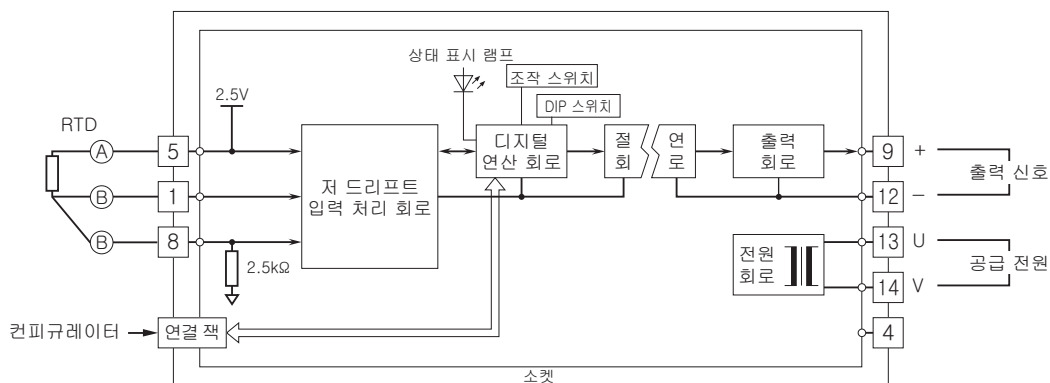 상태 표시 램프
조작 스위치
DIP 스위치
2.5V
RTD
A
5
저 드리프트
입력 처리 회로
디지털
연산 회로
절 연
회 로
출력
회로
9 +
출력 신호
B
1
12 −
B
8
2.5kΩ
전원
회로
13 U
공급 전원
14 V
컨피규레이터
연결 잭
4
소켓